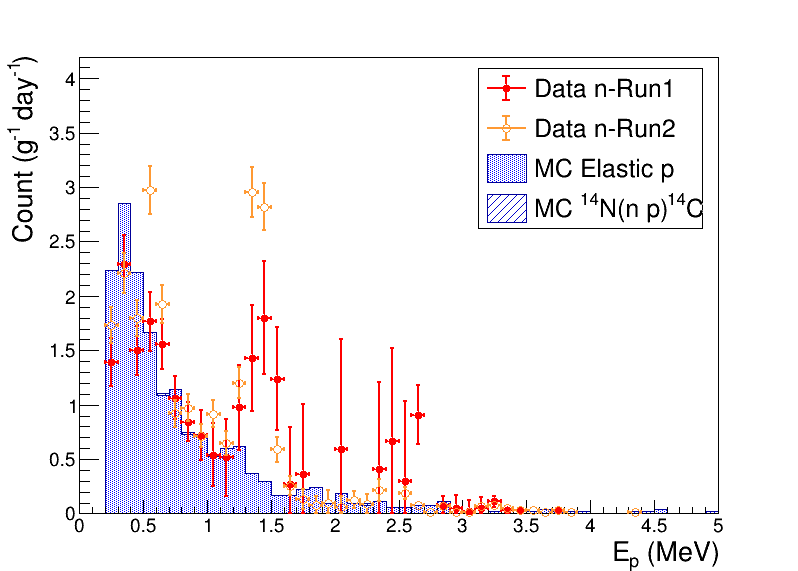 Count (g⁻¹ day⁻¹)
4
3.5
3
2.5
2
1.5
1
0.5
0
Data n-Run1
Data n-Run2
MC Elastic p
MC ¹⁴N(n p)¹⁴C
0 0.5 1 1.5 2 2.5 3 3.5 4 4.5 5
Eₚ (MeV)